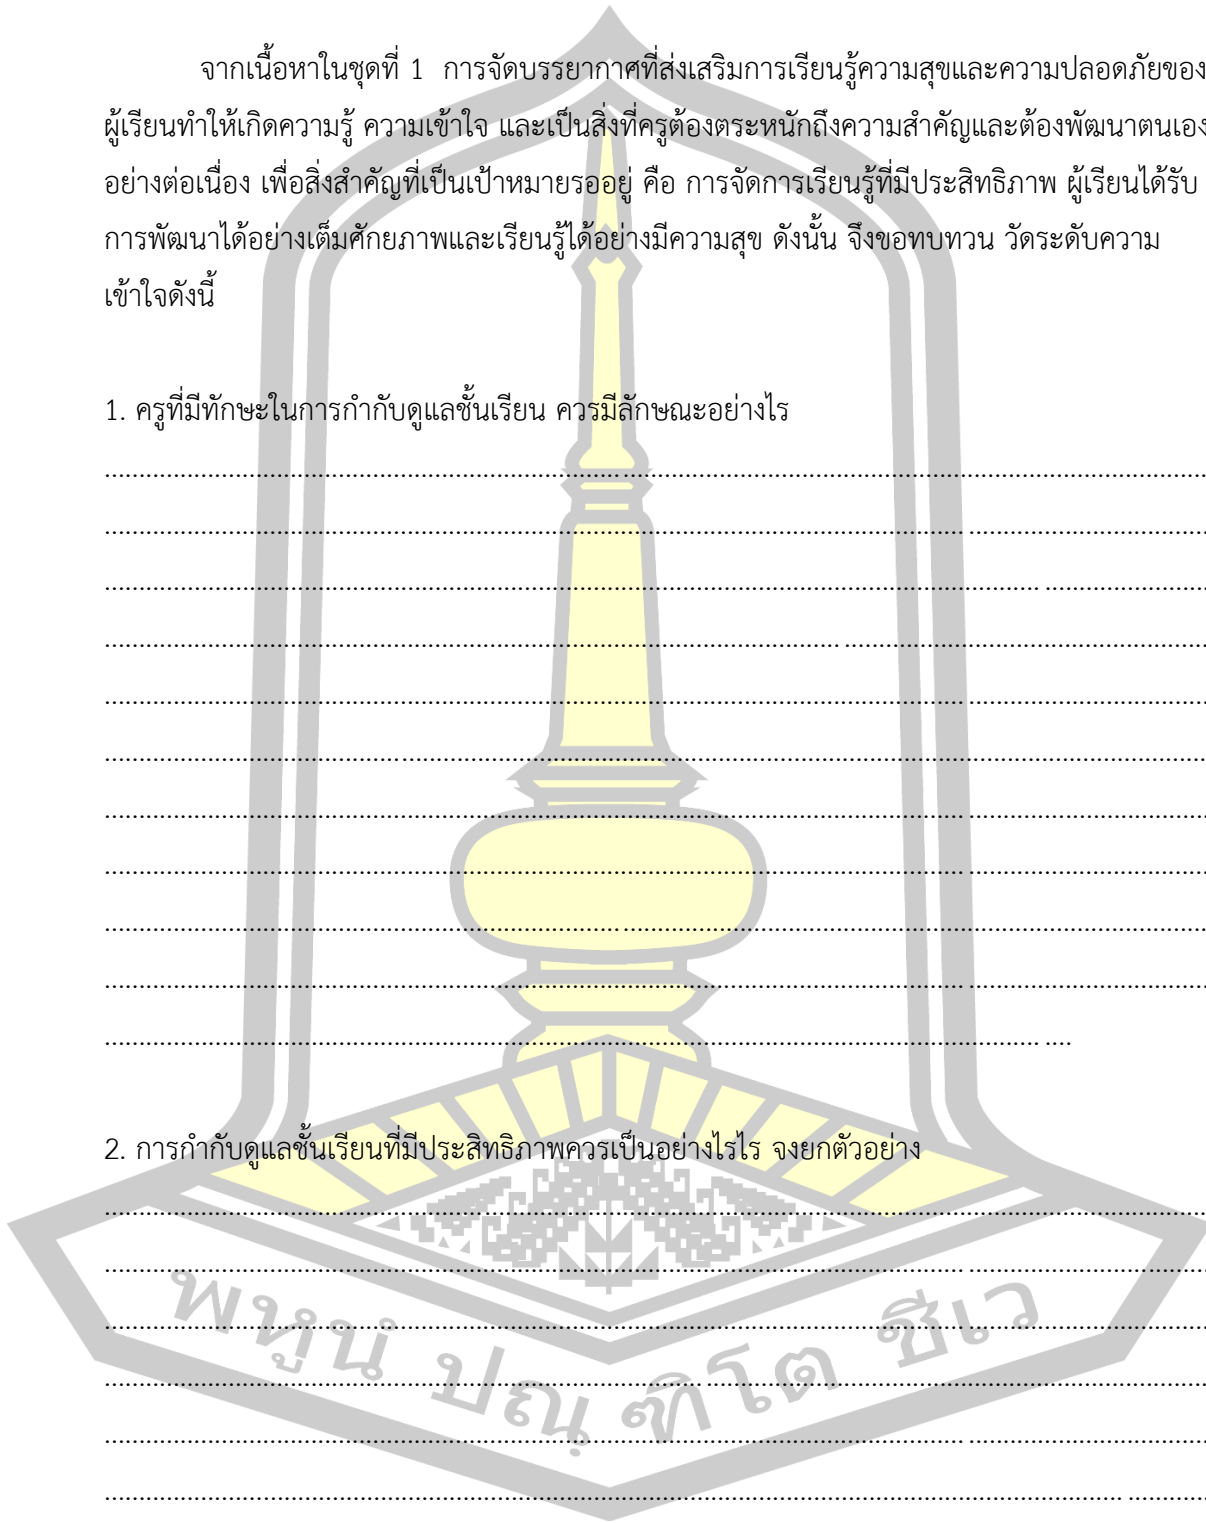 จากเนื้อหาในชุดที่ 1 การจัดบรรยากาศที่ส่งเสริมการเรียนรู้ความสุขและความปลอดภัยของ
ผู้เรียนทำให้เกิดความรู้ ความเข้าใจ และเป็นสิ่งที่ครูต้องตระหนักถึงความสำคัญและต้องพัฒนาตนเอง
อย่างต่อเนื่อง เพื่อสิ่งสำคัญที่เป็นเป้าหมายรออยู่ คือ การจัดการเรียนรู้ที่มีประสิทธิภาพ ผู้เรียนได้รับ
การพัฒนาได้อย่างเต็มศักยภาพและเรียนรู้ได้อย่างมีความสุข ดังนั้น จึงขอทบทวน วัดระดับความ
เข้าใจดังนี้
1. ครูที่มีทักษะในการกำกับดูแลชั้นเรียน ควรมีลักษณะอย่างไร
2. การกำกับดูแลชั้นเรียนที่มีประสิทธิภาพควรเป็นอย่างไรไร จงยกตัวอย่าง
พหูนํ ปณฺ ฑิโต ชีเว